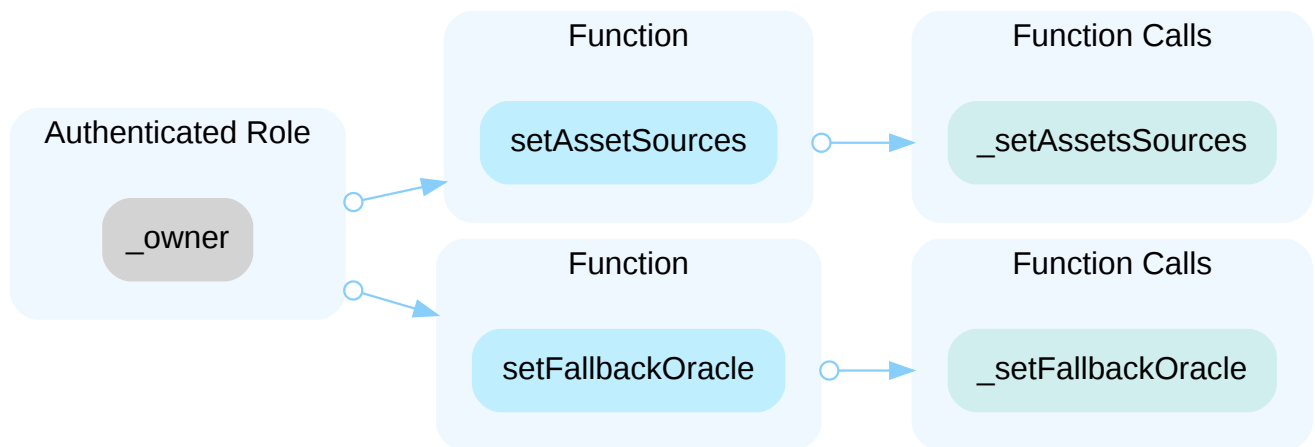 Authenticated Role
_owner
Function
setAssetSources
Function Calls
_setAssetsSources
Function
setFallbackOracle
Function Calls
_setFallbackOracle